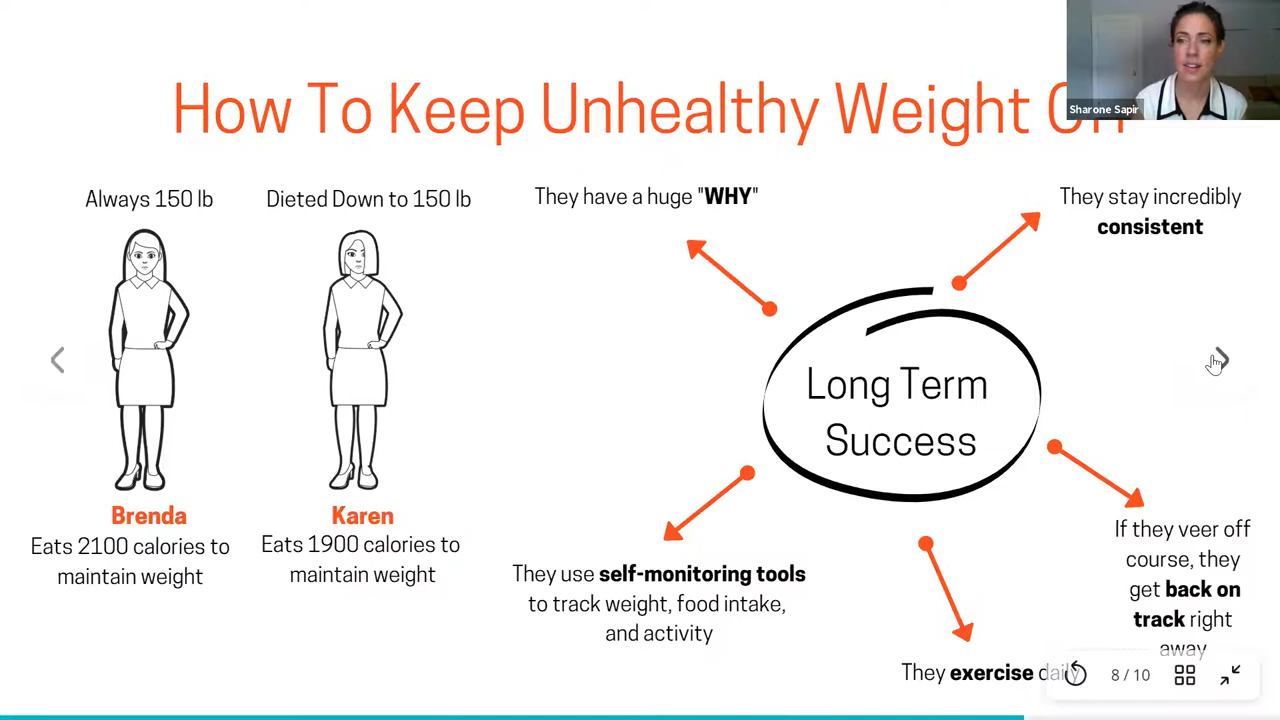 How To Keep Unhealthy Weight
Sharone Sapir
Always 150 lb
Dieted Down to 150 lb
Brenda
Eats 2100 calories to
maintain weight
Karen
Eats 1900 calories to
maintain weight
They have a huge "WHY"
They stay incredibly
consistent
Long Term
Success
They use self-monitoring tools
to track weight, food intake,
and activity
They exercise daily
If they veer off
course, they
get back on
track right
away
8 / 10